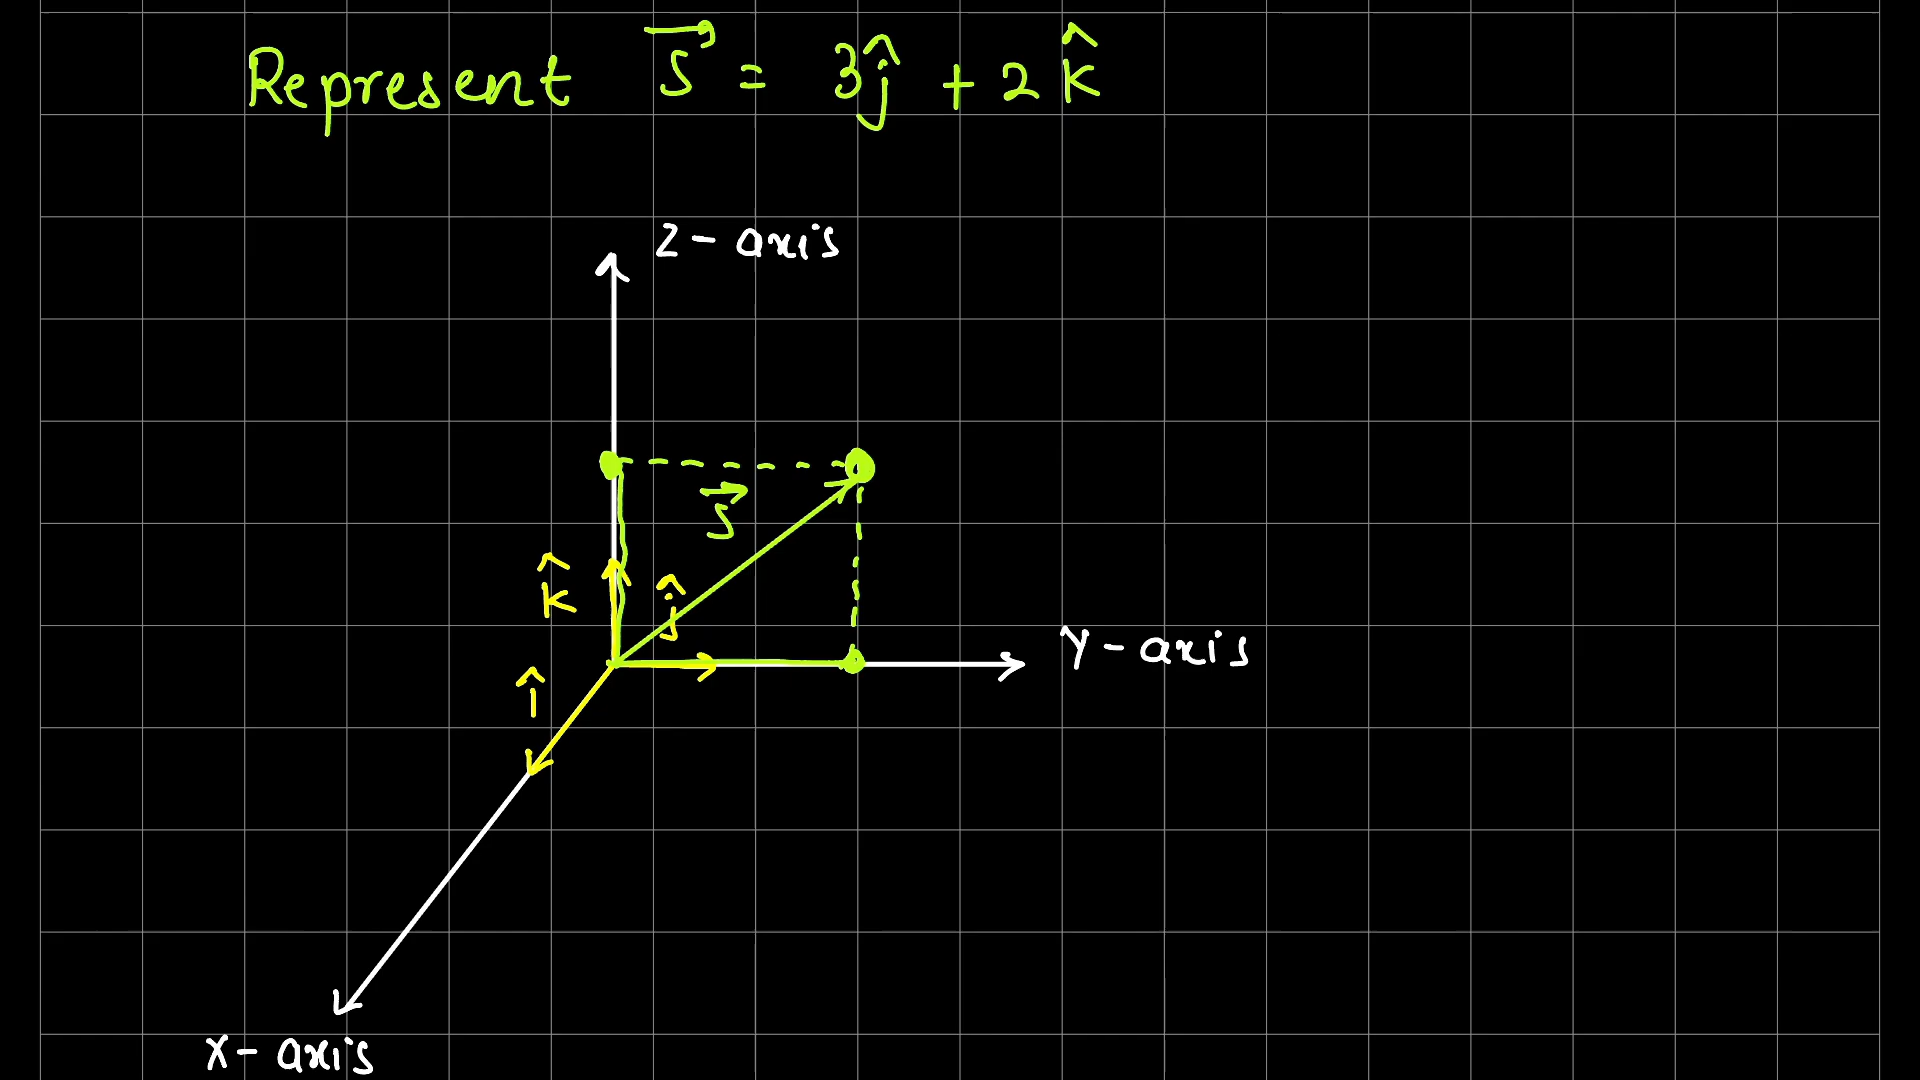 Represent s⃗ = 3ĵ + 2k̂
Z-axis
s⃗
k̂
ĵ
Y-axis
î
X-axis